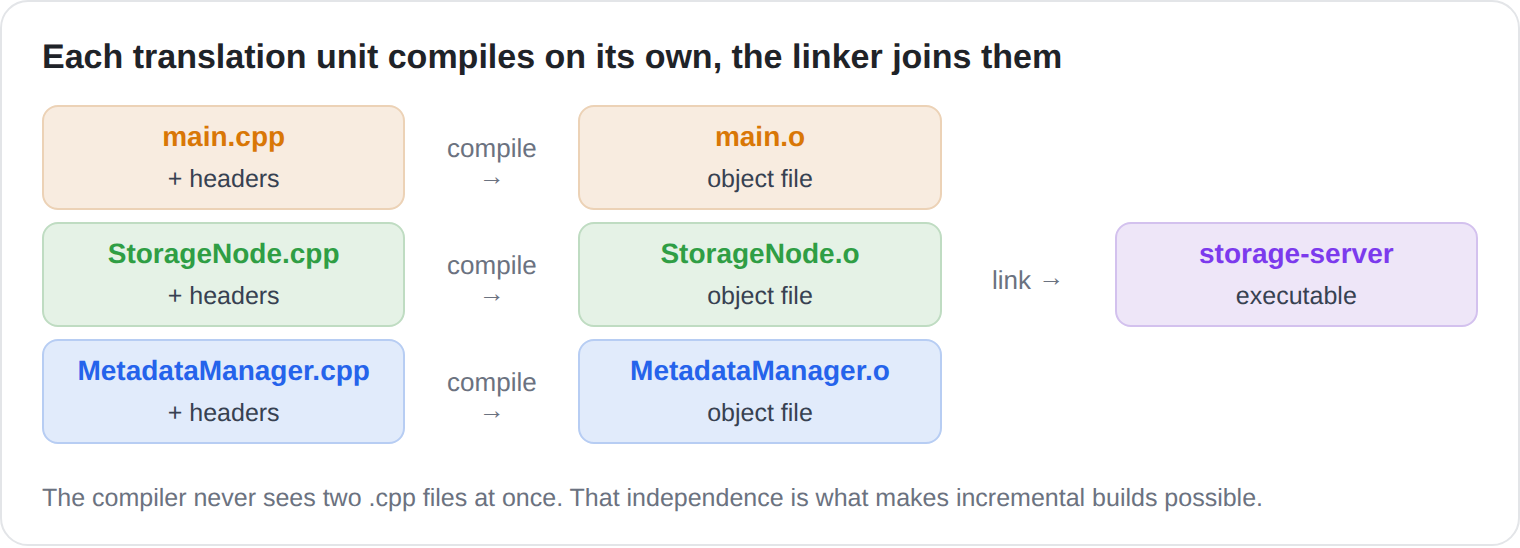 Each translation unit compiles on its own, the linker joins them
main.cpp
+ headers
compile
→
main.o
object file
StorageNode.cpp
+ headers
compile
→
StorageNode.o
object file
link →
storage-server
executable
MetadataManager.cpp
+ headers
compile
→
MetadataManager.o
object file
The compiler never sees two .cpp files at once. That independence is what makes incremental builds possible.